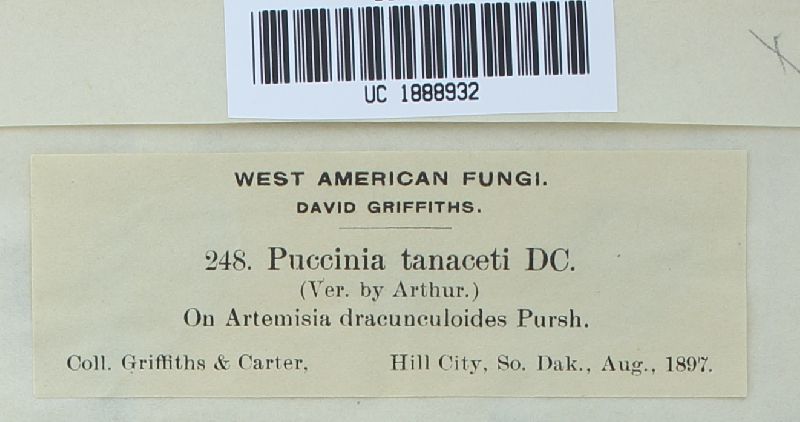 UC 1888932
WEST AMERICAN FUNGI.
DAVID GRIFFITHS.
248. Puccinia tanaceti DC.
(Ver. by Arthur.)
On Artemisia dracunculoides Pursh.
Coll. Griffiths & Carter, Hill City, So. Dak., Aug., 1897.